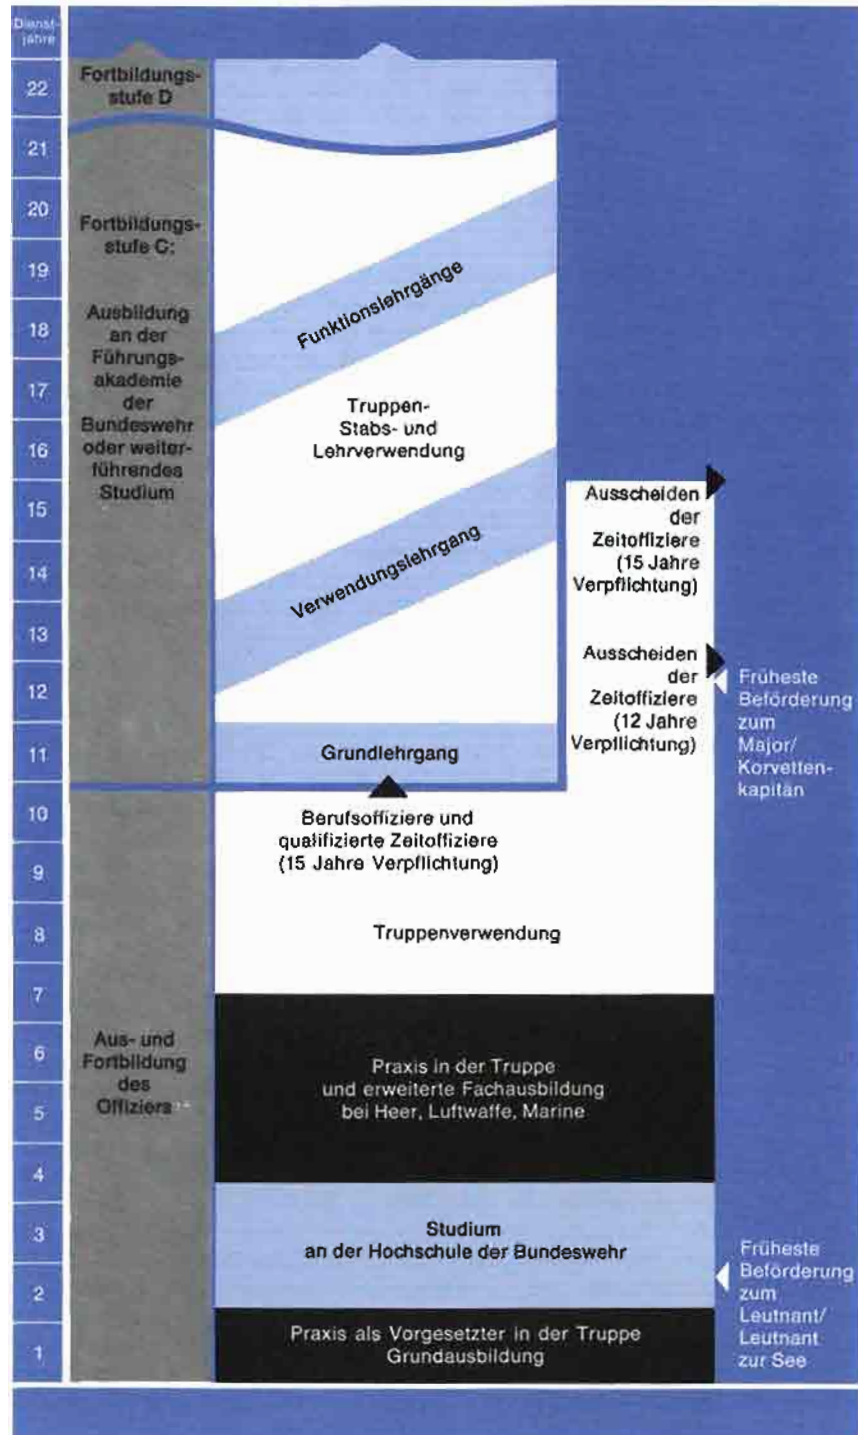 Dienst-
jahre
22
21
20
19
18
17
16
15
14
13
12
11
10
9
8
7
6
5
4
3
2
1
Fortbildungs-
stufe D
Fortbildungs-
stufe C:
Ausbildung
an der
Führungs-
akademie
der
Bundeswehr
oder weiter-
führendes
Studium
Aus- und
Fortbildung
des
Offiziers
Funktionslehrgänge
Truppen-
Stabs- und
Lehrverwendung
Verwendungslehrgang
Grundlehrgang
Berufsoffiziere und
qualifizierte Zeitoffiziere
(15 Jahre Verpflichtung)
Truppenverwendung
Praxis in der Truppe
und erweiterte Fachausbildung
bei Heer, Luftwaffe, Marine
Studium
an der Hochschule der Bundeswehr
Praxis als Vorgesetzter in der Truppe
Grundausbildung
Ausscheiden
der
Zeitoffiziere
(15 Jahre
Verpflichtung)
Ausscheiden
der
Zeitoffiziere
(12 Jahre
Verpflichtung)
Früheste
Beförderung
zum
Major/
Korvetten-
kapitän
Früheste
Beförderung
zum
Leutnant/
Leutnant
zur See